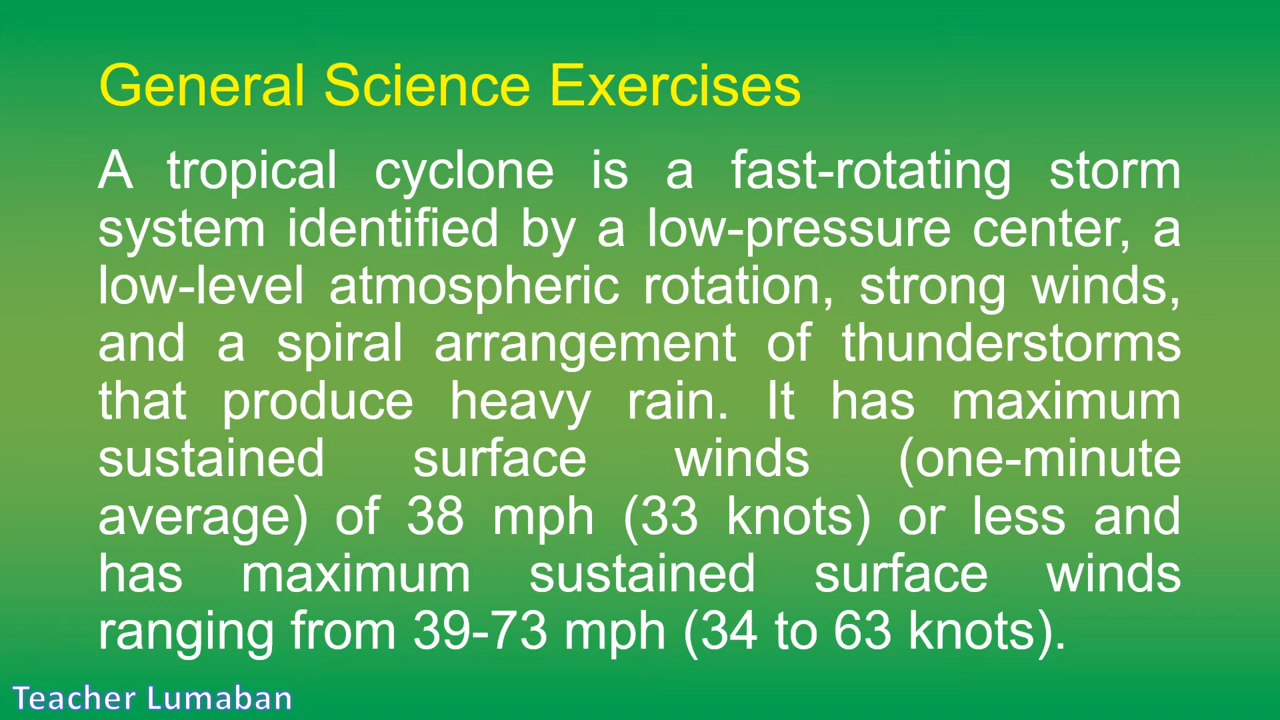 General Science Exercises
A tropical cyclone is a fast-rotating storm
system identified by a low-pressure center, a
low-level atmospheric rotation, strong winds,
and a spiral arrangement of thunderstorms
that produce heavy rain. It has maximum
sustained surface winds (one-minute
average) of 38 mph (33 knots) or less and
has maximum sustained surface winds
ranging from 39-73 mph (34 to 63 knots).
Teacher Lumaban